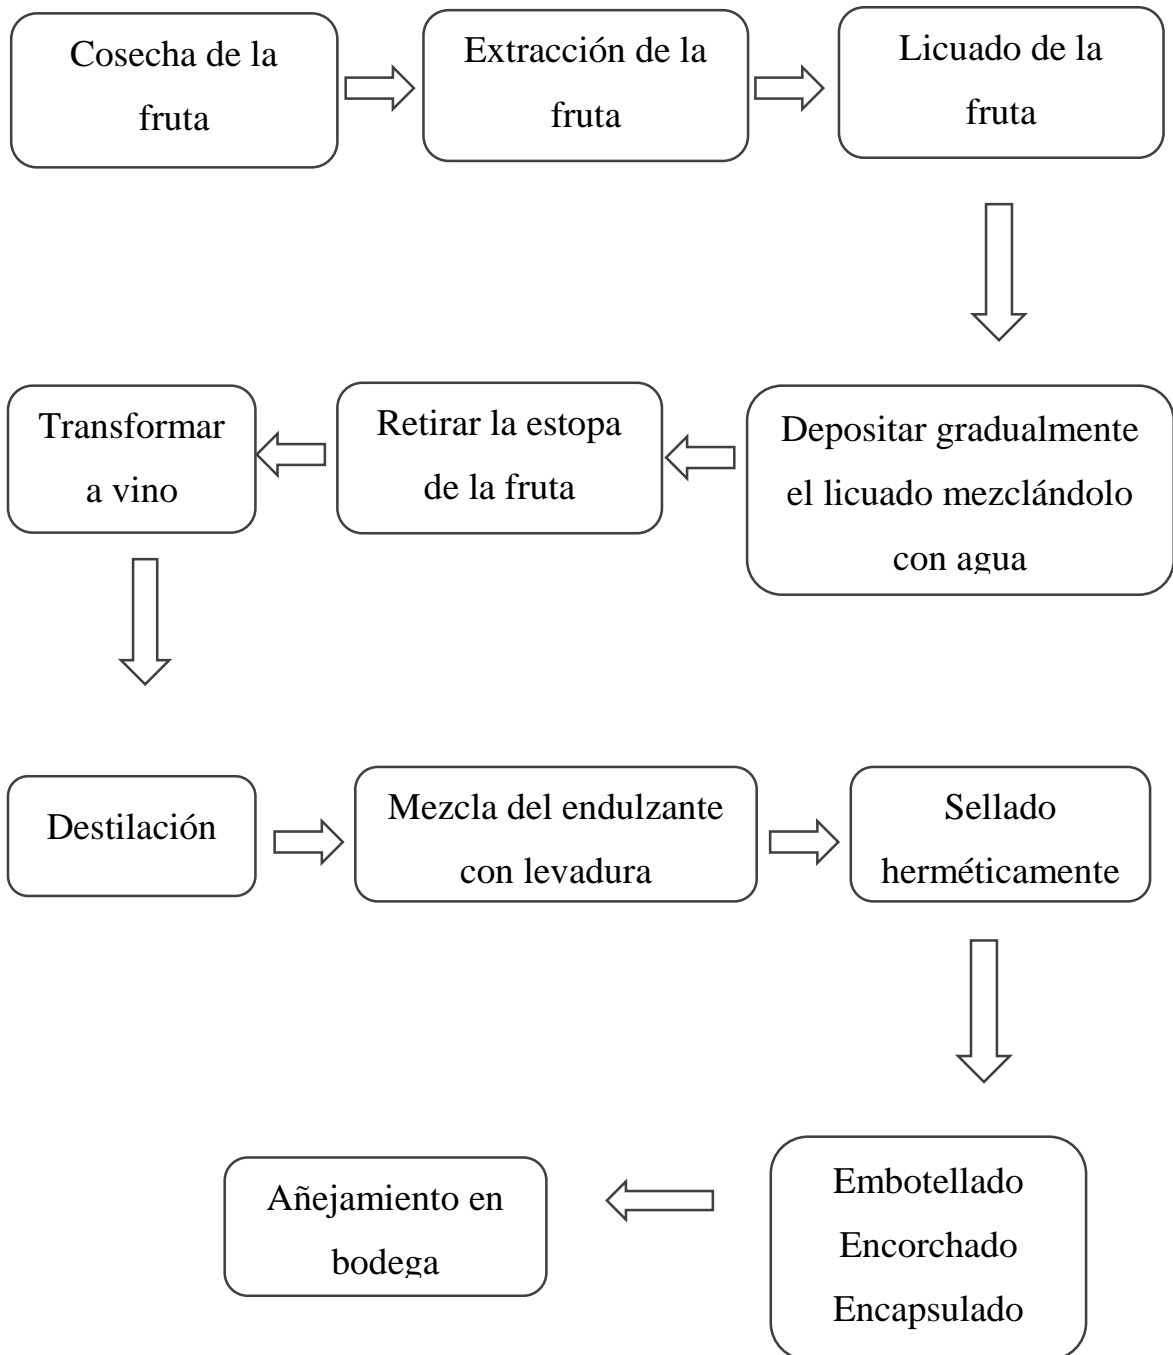 Cosecha de la
fruta
Extracción de la
fruta
Licuado de la
fruta
Depositar gradualmente
el licuado mezclándolo
con agua
Retirar la estopa
de la fruta
Transformar
a vino
Destilación
Mezcla del endulzante
con levadura
Sellado
herméticamente
Embotellado
Encorchado
Encapsulado
Añejamiento en
bodega